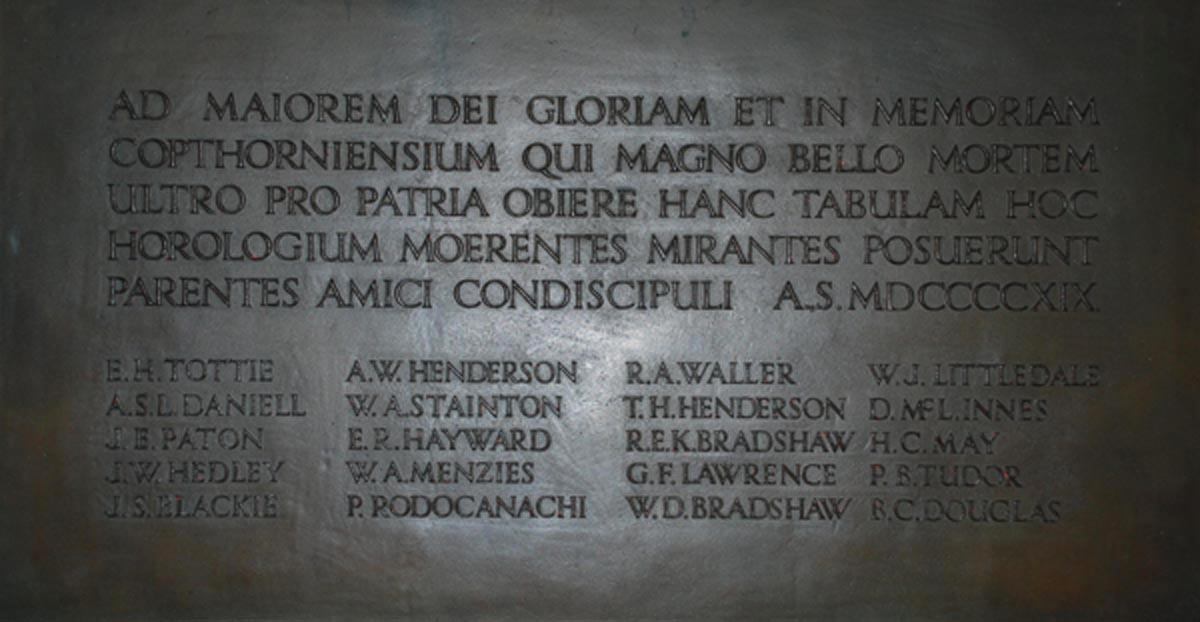 AD MAIOREM DEI GLORIAM ET IN MEMORIAM
COPTHORNIENSIUM QUI MAGNO BELLO MORTEM
ULTRO PRO PATRIA OBIERE HANC TABULAM HOC
HOROLOGIUM MOERENTES MIRANTES POSUERUNT
PARENTES AMICI CONDISCIPULI A.S. MDCCCCXIX.
E.H. TOTTIE A.W. HENDERSON R.A. WALLER W.J. LITTLEDALE
A.S.L. DANIELL W.A. STAINTON T.H. HENDERSON D. McL. INNES
J.E. PATON E.R. HAYWARD R.E.K. BRADSHAW H.C. MAY
J.W. HEDLEY W.A. MENZIES G.F. LAWRENCE P.B. TUDOR
J.S. BLACKIE P. RODOCANACHI W.D. BRADSHAW B.C. DOUGLAS